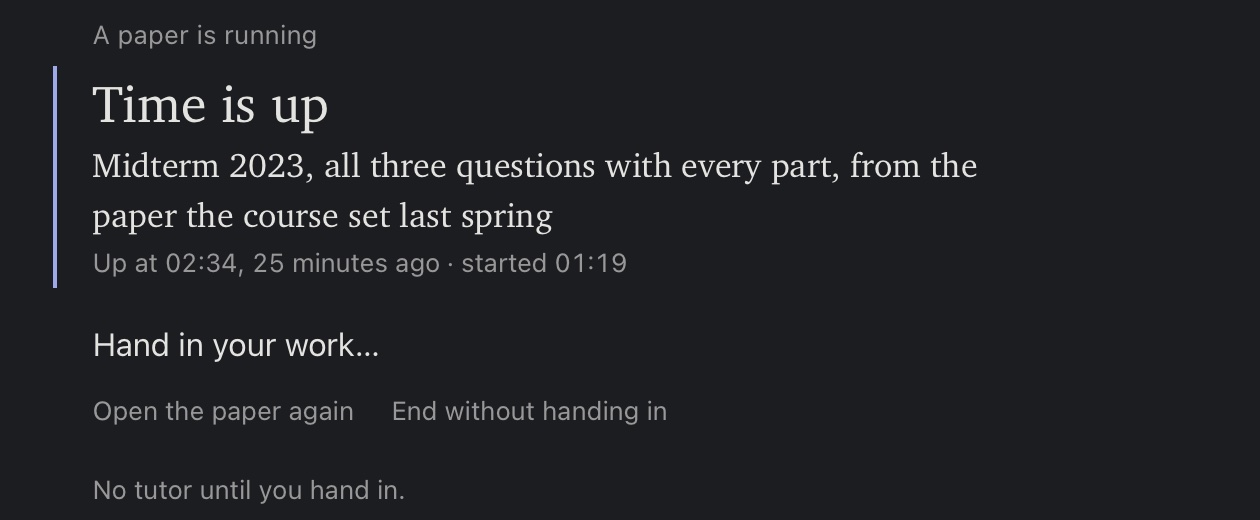 A paper is running
Time is up
Midterm 2023, all three questions with every part, from the
paper the course set last spring
Up at 02:34, 25 minutes ago · started 01:19
Hand in your work...
Open the paper again
End without handing in
No tutor until you hand in.